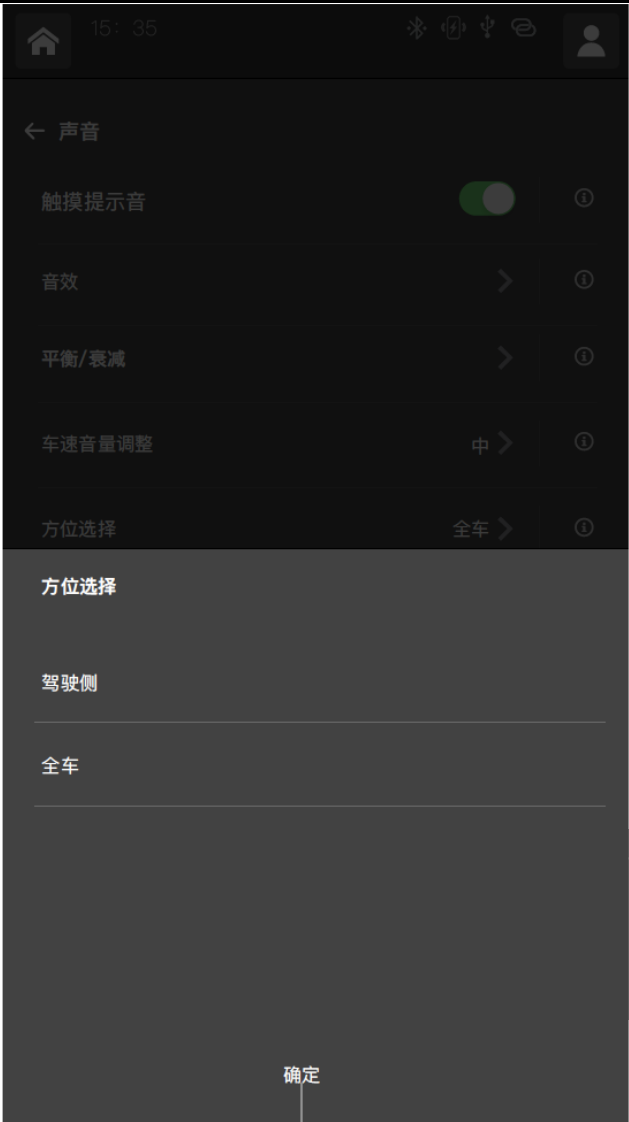 15: 35
声音
触摸提示音
音效
平衡/衰减
车速音量调整 中
方位选择 全车
方位选择
驾驶侧
全车
确定